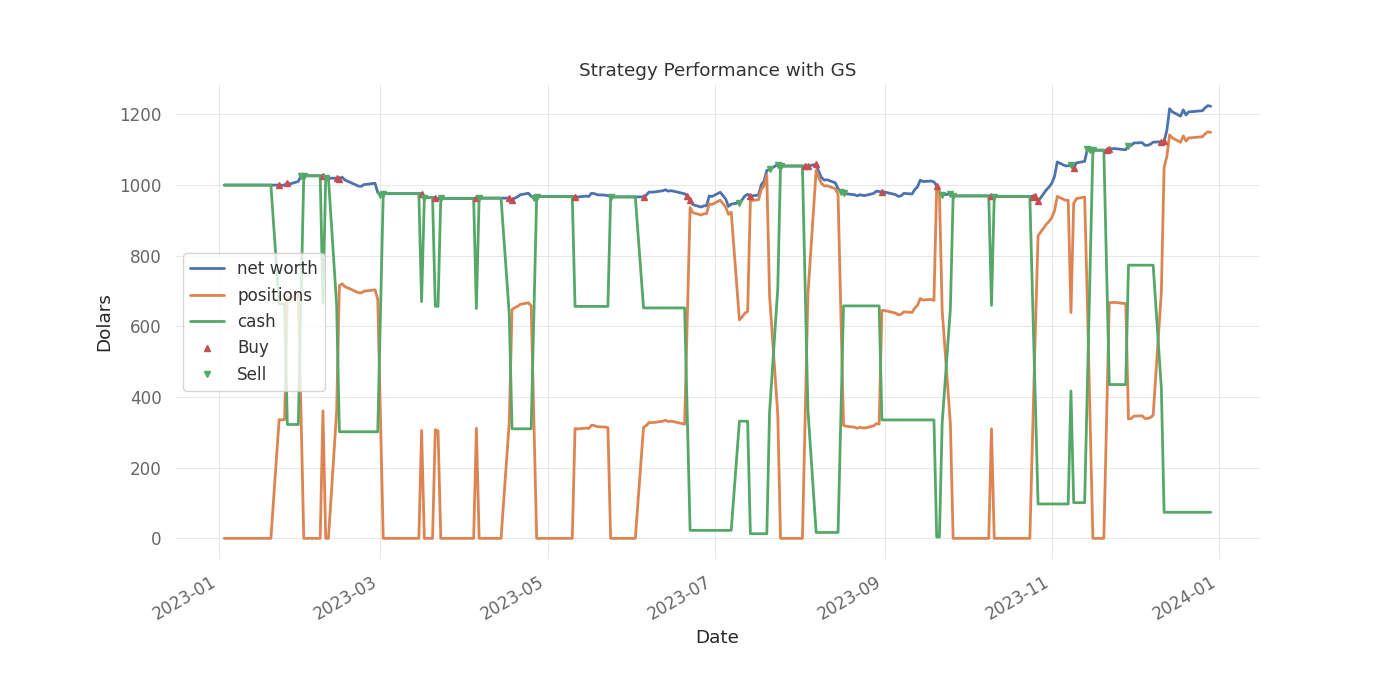 Strategy Performance with GS
Dolars
1200
1000
800
600
400
200
0
net worth
positions
cash
Buy
Sell
2023-01
2023-03
2023-05
2023-07
2023-09
2023-11
2024-01
Date